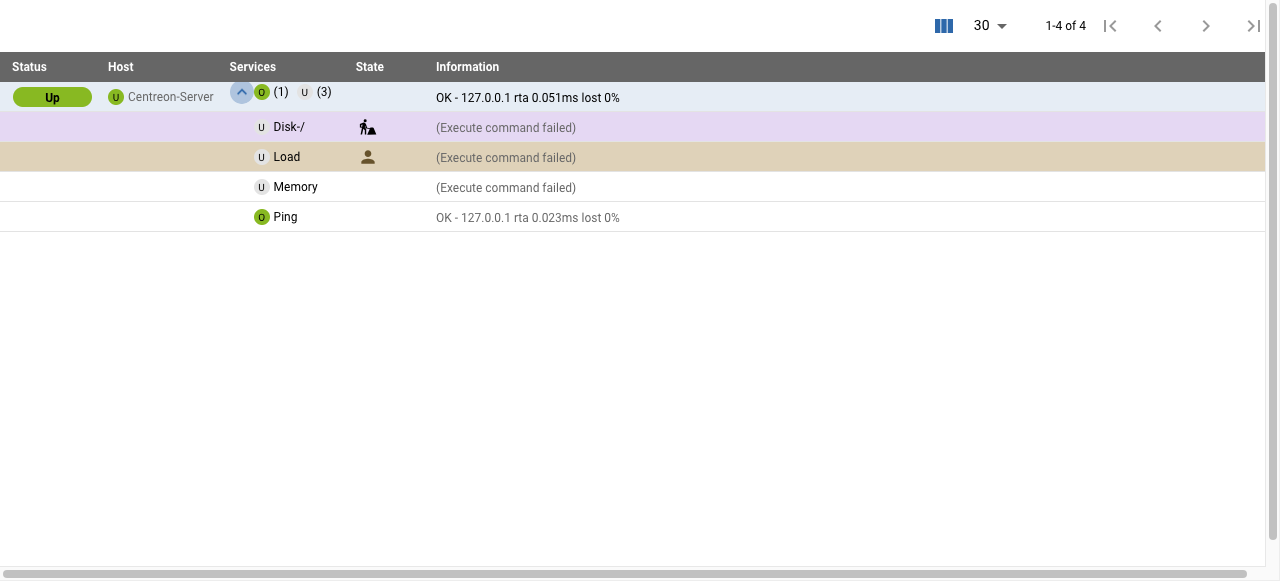 30 1-4 of 4
Status Host Services State Information
Up U Centreon-Server O (1) U (3) OK - 127.0.0.1 rta 0.051ms lost 0%
U Disk-/ (Execute command failed)
U Load (Execute command failed)
U Memory (Execute command failed)
O Ping OK - 127.0.0.1 rta 0.023ms lost 0%